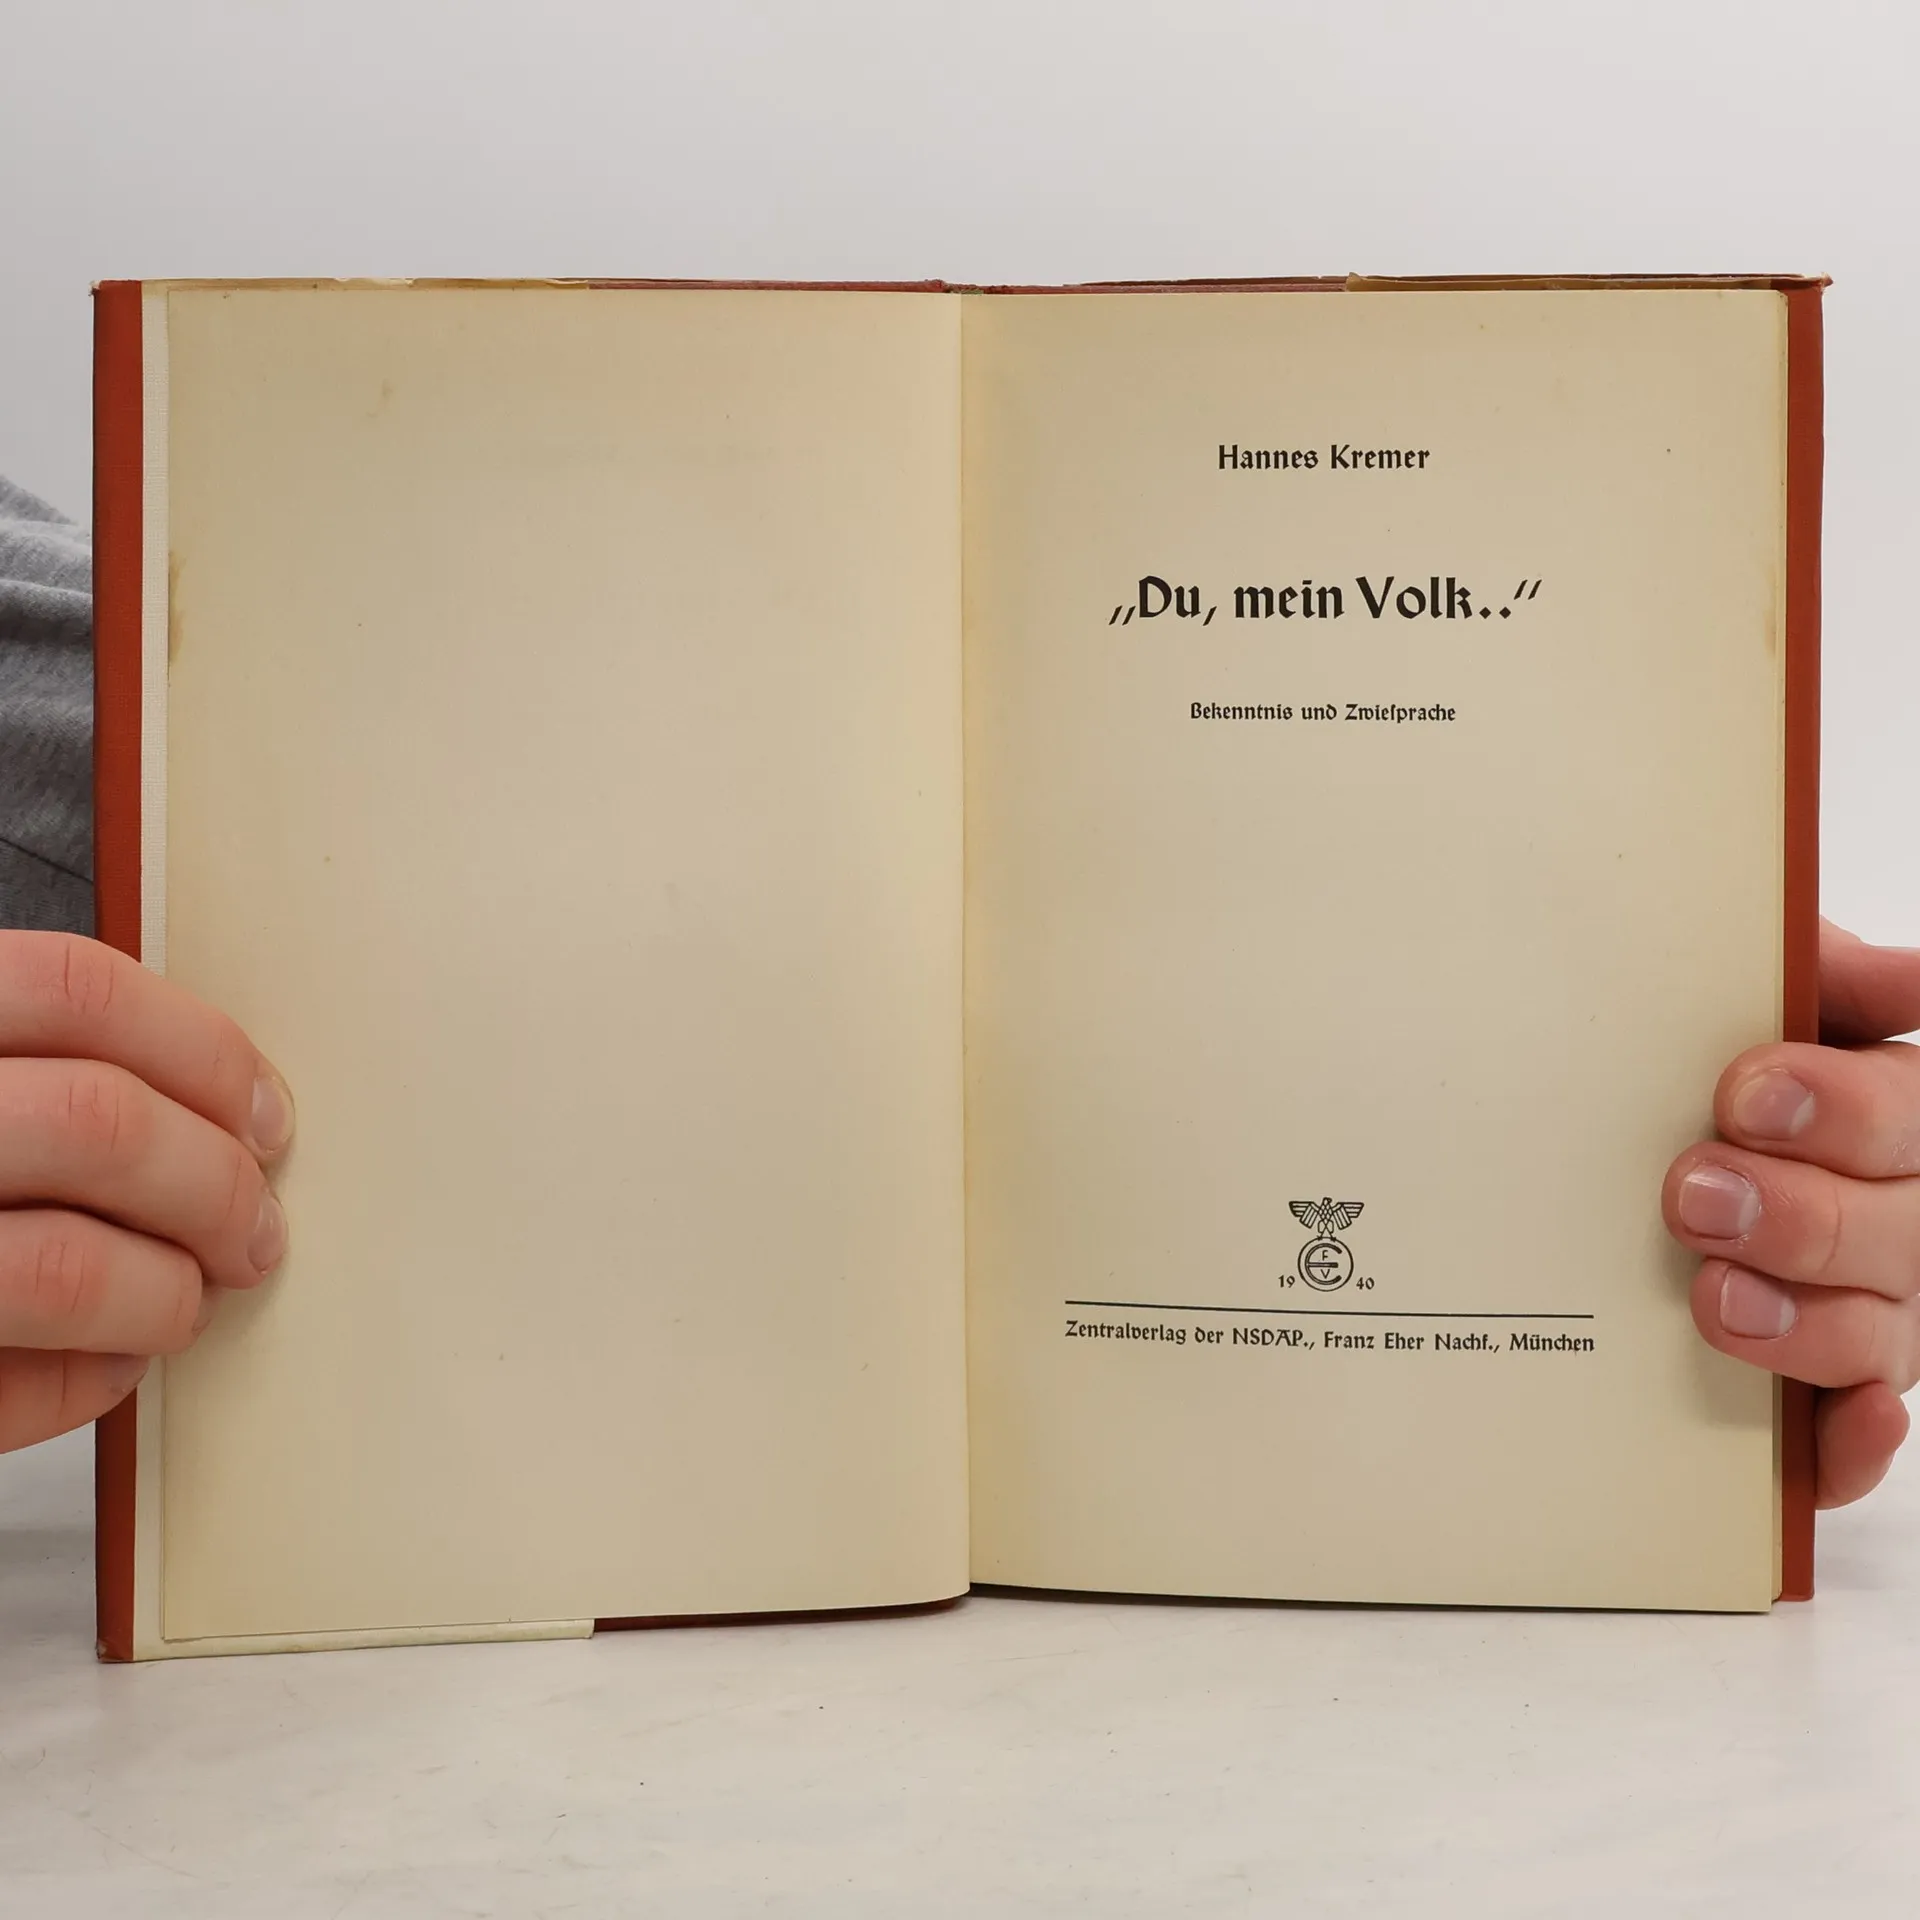 Hannes Kremer
„Du, mein Volk..“
Bekenntnis und Zwieſprache
F
E
V
19 40
Zentralverlag der NSDAP., Franz Eher Nachf., München